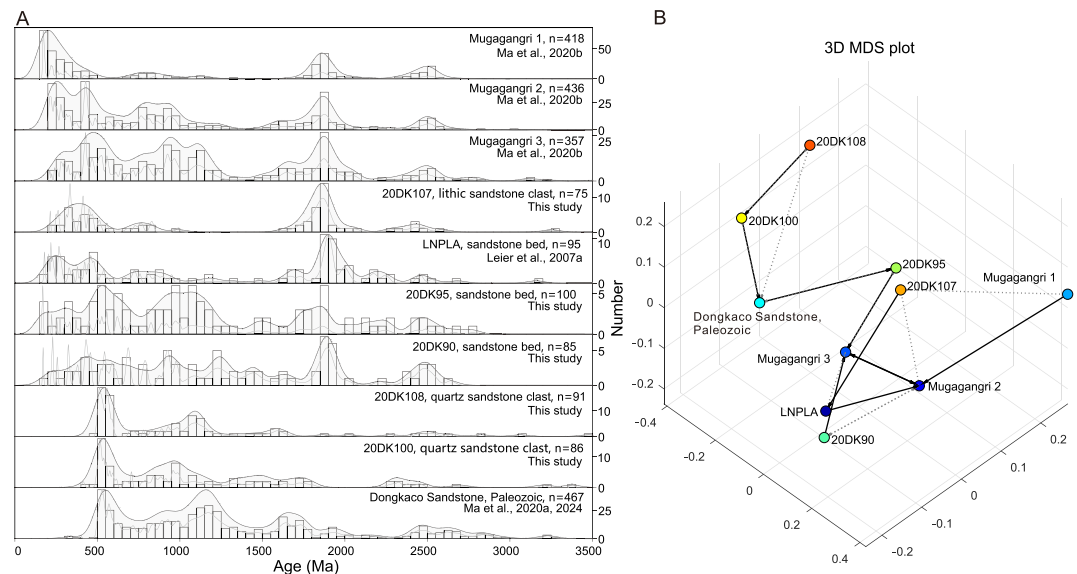 A
Mugagangri 1, n=418
Ma et al., 2020b
50
0
Mugagangri 2, n=436
Ma et al., 2020b
25
0
Mugagangri 3, n=357
Ma et al., 2020b
25
0
20DK107, lithic sandstone clast, n=75
This study
10
0
LNPLA, sandstone bed, n=95
Leier et al., 2007a
10
0
20DK95, sandstone bed, n=100
This study
5
0
20DK90, sandstone bed, n=85
This study
5
0
20DK108, quartz sandstone clast, n=91
This study
10
0
20DK100, quartz sandstone clast, n=86
This study
10
0
Dongkaco Sandstone, Paleozoic, n=467
Ma et al., 2020a, 2024
25
0
0 500 1000 1500 2000 2500 3000 3500
Age (Ma)
Number
B
3D MDS plot
20DK108
20DK100
20DK95
20DK107
Mugagangri 1
Dongkaco Sandstone,
Paleozoic
Mugagangri 3
Mugagangri 2
LNPLA
20DK90
0.2
0.1
0
-0.1
-0.2
-0.4
-0.2
0
0.2
0.4
-0.2
-0.1
0
0.1
0.2